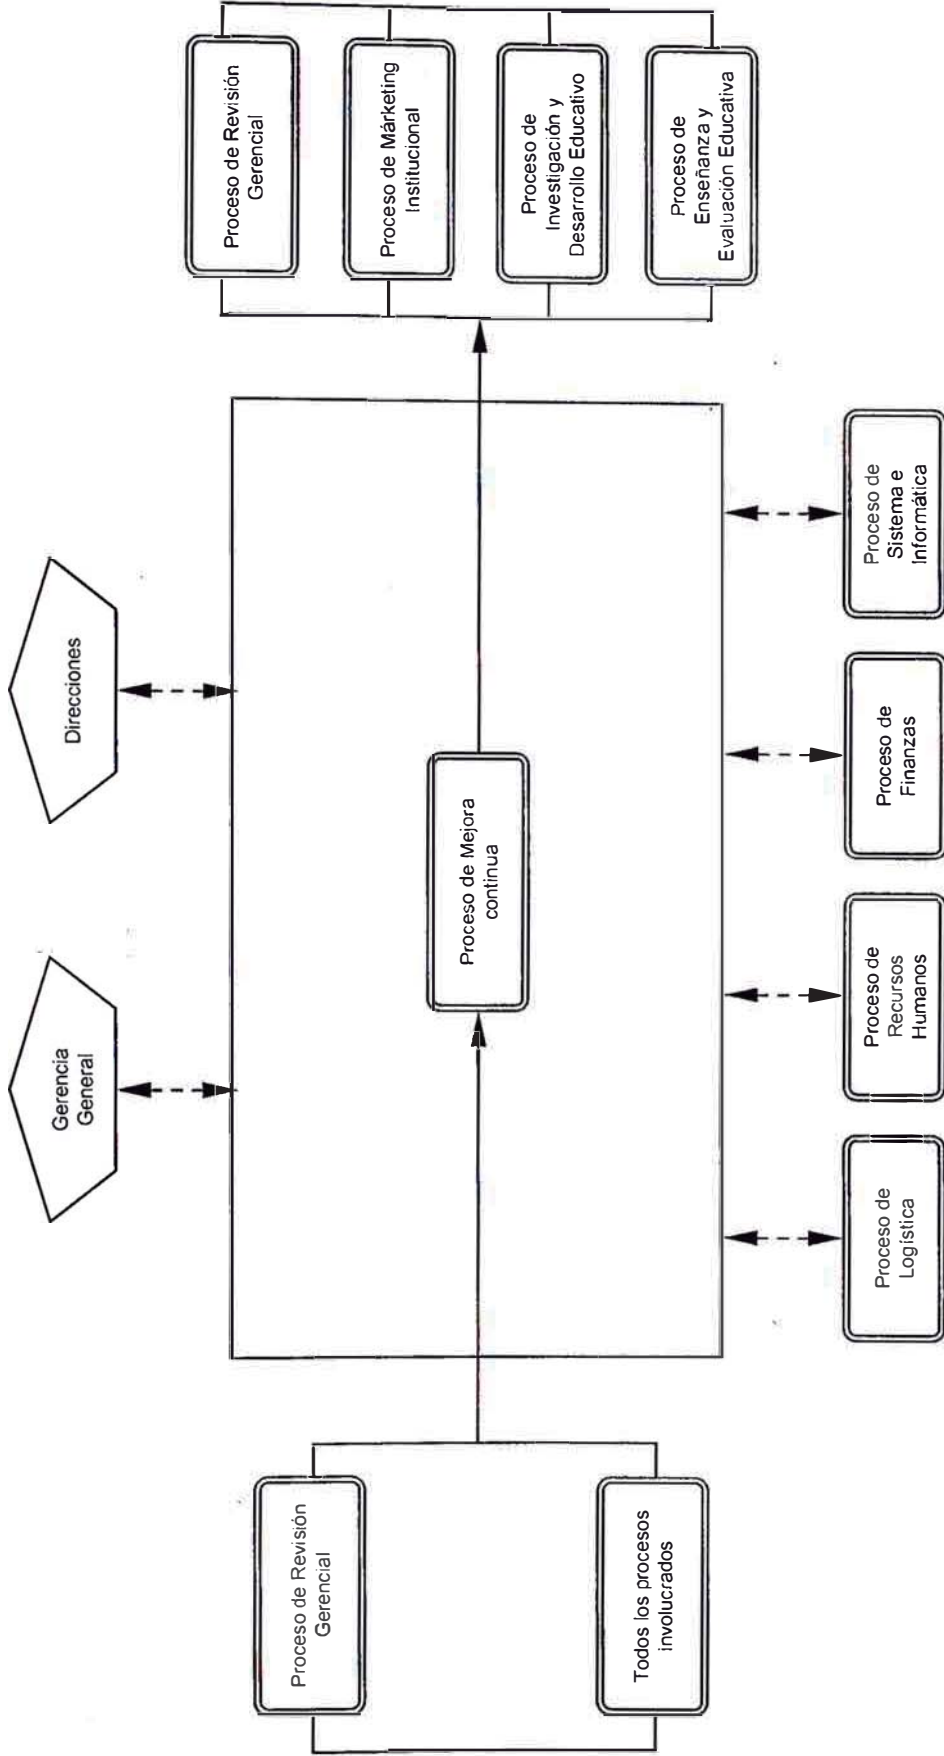 Gerencia
General
Direcciones
Proceso de Revisión
Gerencial
Todos los procesos
involucrados
Proceso de Mejora
continua
Proceso de Revisión
Gerencial
Proceso de Márketing
Institucional
Proceso de
Investigación y
Desarrollo Educativo
Proceso de
Enseñanza y
Evaluación Educativa
Proceso de
Logística
Proceso de
Recursos
Humanos
Proceso de
Finanzas
Proceso de
Sistema e
Informática